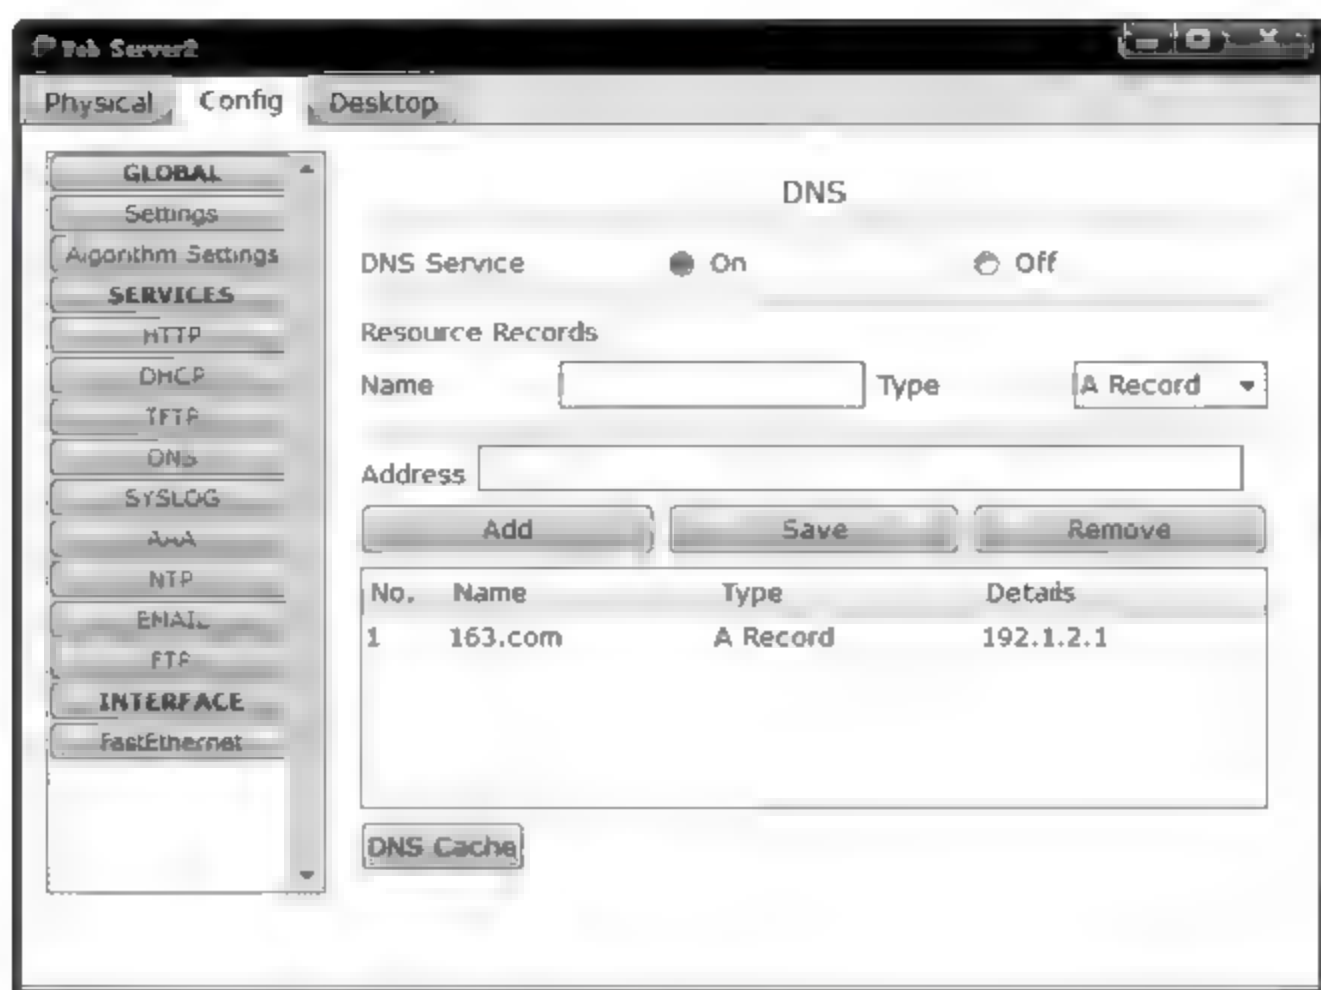 Web Server2
Physical Config Desktop
GLOBAL
Settings
Algorithm Settings
SERVICES
HTTP
DHCP
TFTP
DNS
SYSLOG
AAA
NTP
EMAIL
FTP
INTERFACE
FastEthernet
DNS
DNS Service On Off
Resource Records
Name Type A Record
Address
Add Save Remove
No. Name Type Details
1 163.com A Record 192.1.2.1
DNS Cache